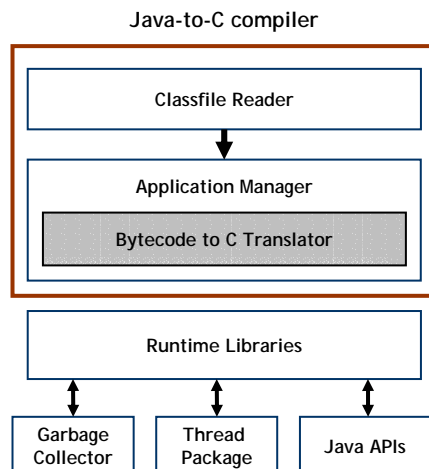 Java-to-C compiler
Classfile Reader
Application Manager
Bytecode to C Translator
Runtime Libraries
Garbage
Collector
Thread
Package
Java APIs